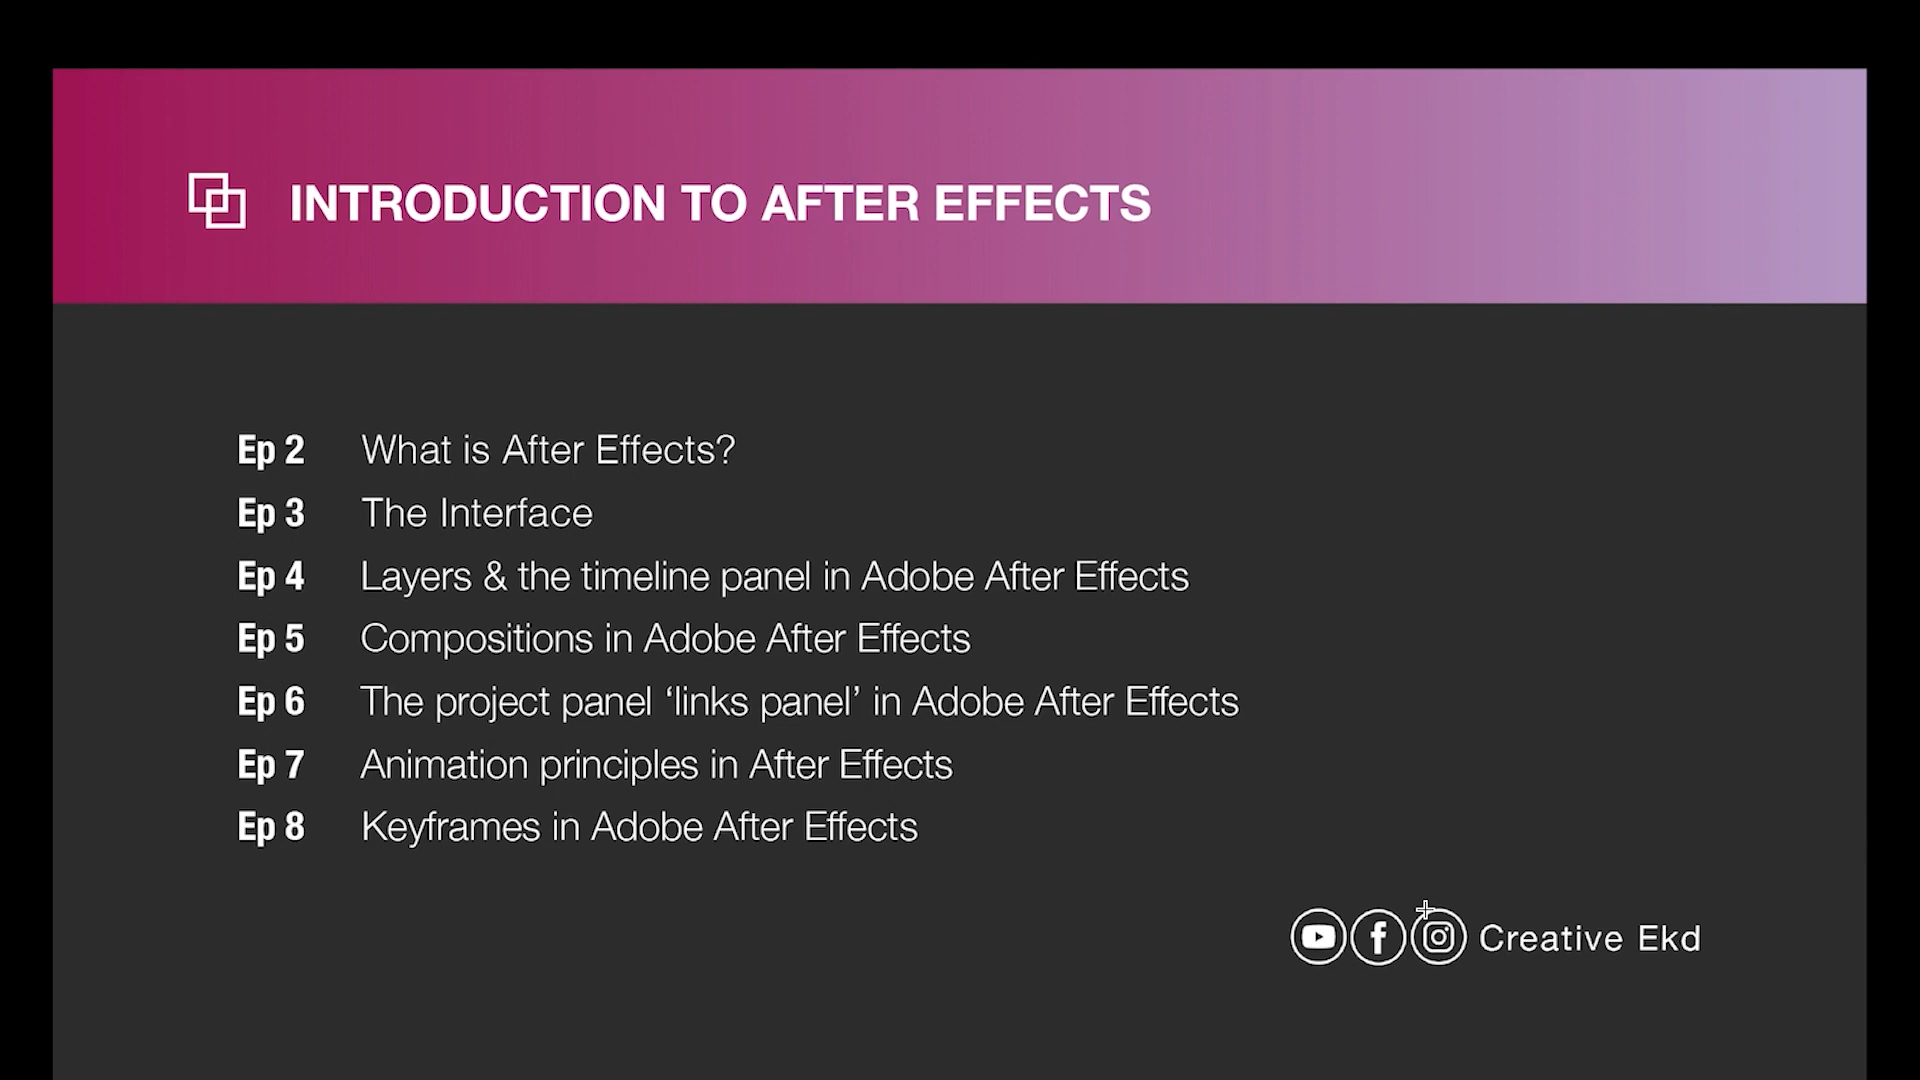 INTRODUCTION TO AFTER EFFECTS
Ep 2 What is After Effects?
Ep 3 The Interface
Ep 4 Layers & the timeline panel in Adobe After Effects
Ep 5 Compositions in Adobe After Effects
Ep 6 The project panel ‘links panel’ in Adobe After Effects
Ep 7 Animation principles in After Effects
Ep 8 Keyframes in Adobe After Effects
Creative Ekd